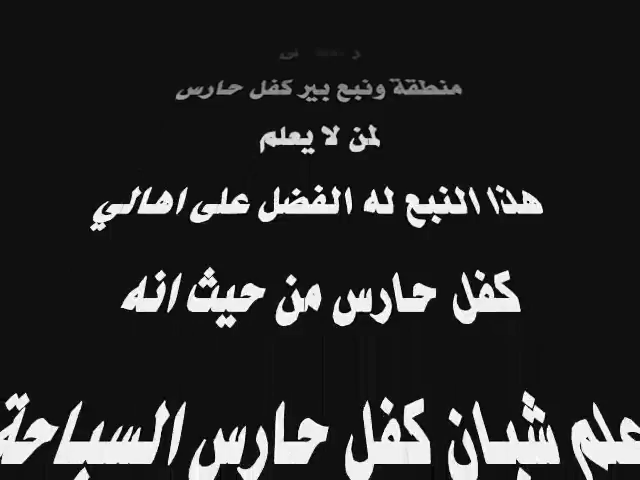 منطقة ونبع بير كفل حارس
لمن لا يعلم
هذا النبع له الفضل على اهالي
كفل حارس من حيث انه
علم شبان كفل حارس السباحة